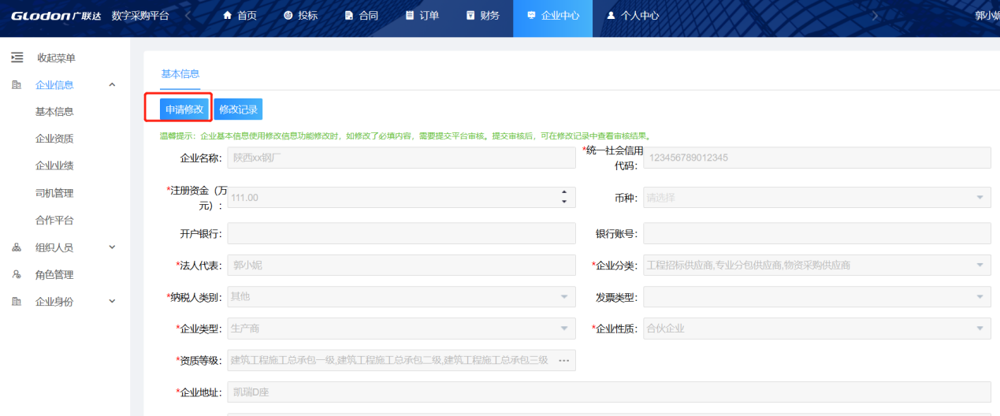 GLodon广联达 数字采购平台 首页 投标 合同 订单 财务 企业中心 个人中心 郭小妮
收起菜单
企业信息
基本信息
企业资质
企业业绩
司机管理
合作平台
组织人员
角色管理
企业身份
基本信息
申请修改 修改记录
温馨提示：企业基本信息使用修改信息功能修改时，如修改了必填内容，需要提交平台审核。提交审核后，可在修改记录中查看审核结果。
企业名称： 陕西xx钢厂
*统一社会信用
代码： 123456789012345
*注册资金（万
元）： 111.00
币种： 请选择
开户银行： 银行账号：
*法人代表： 郭小妮 *企业分类： 工程招标供应商,专业分包供应商,物资采购供应商
*纳税人类别： 其他 发票类型：
*企业类型： 生产商 *企业性质： 合伙企业
*资质等级： 建筑工程施工总承包一级,建筑工程施工总承包二级,建筑工程施工总承包三级 ···
*企业地址： 凯瑞D座